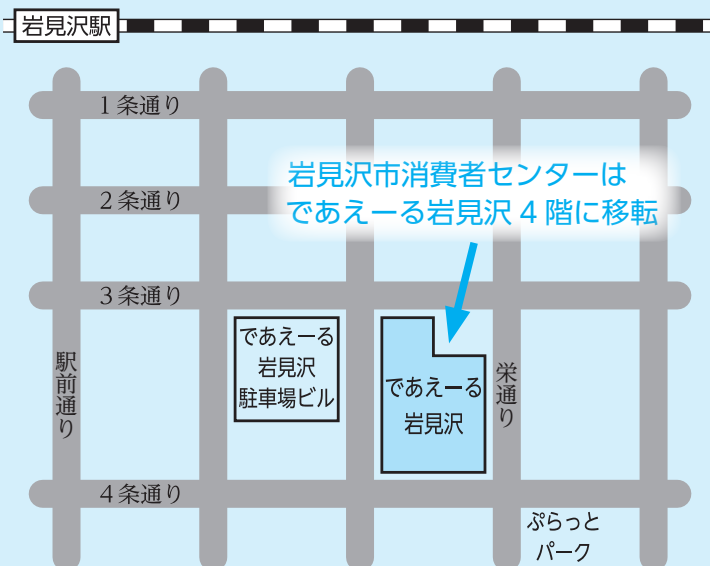 岩見沢駅
1条通り
岩見沢市消費者センターは
であえーる岩見沢4階に移転
2条通り
3条通り
であえーる
岩見沢
駐車場ビル
であえーる
岩見沢
駅前通り
栄通り
4条通り
ぷらっと
パーク